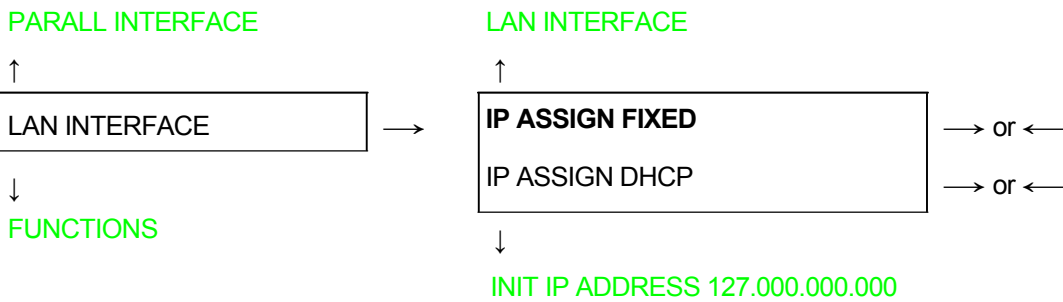 PARALL INTERFACE
↑
LAN INTERFACE →
↓
FUNCTIONS
LAN INTERFACE
↑
IP ASSIGN FIXED → or ←
IP ASSIGN DHCP → or ←
↓
INIT IP ADDRESS 127.000.000.000